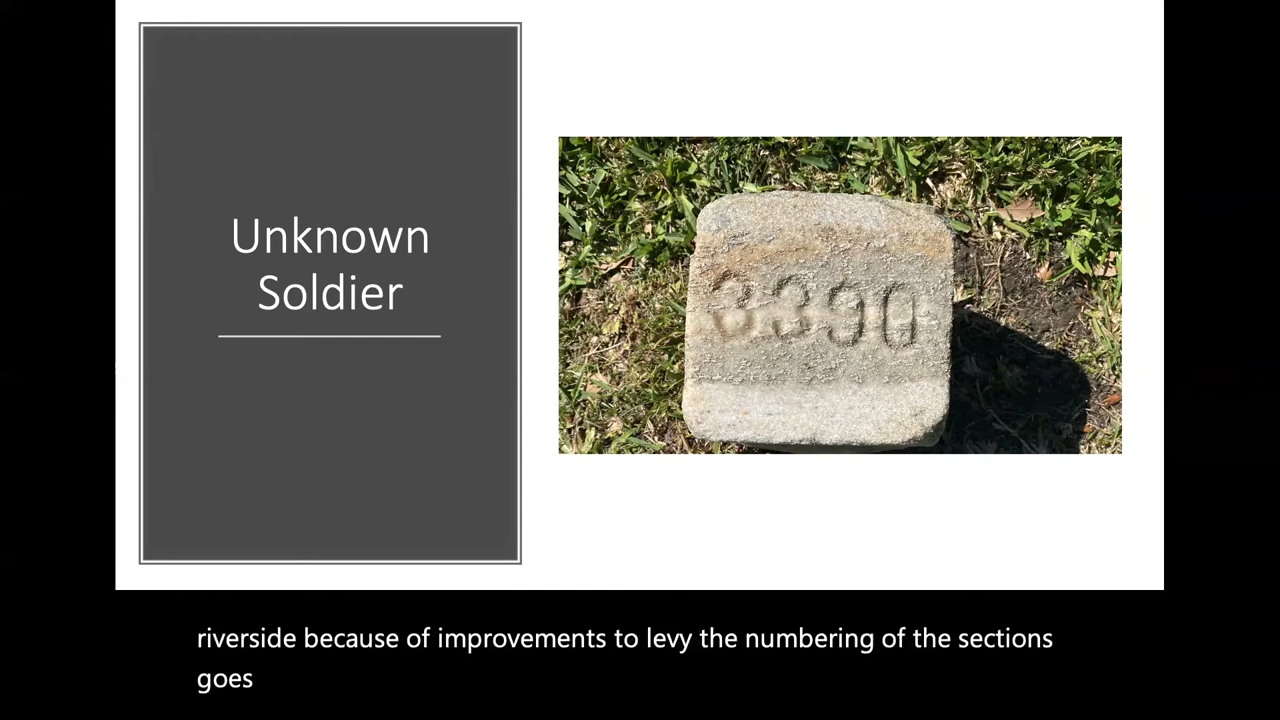 Unknown
Soldier
3390
riverside because of improvements to levy the numbering of the sections
goes